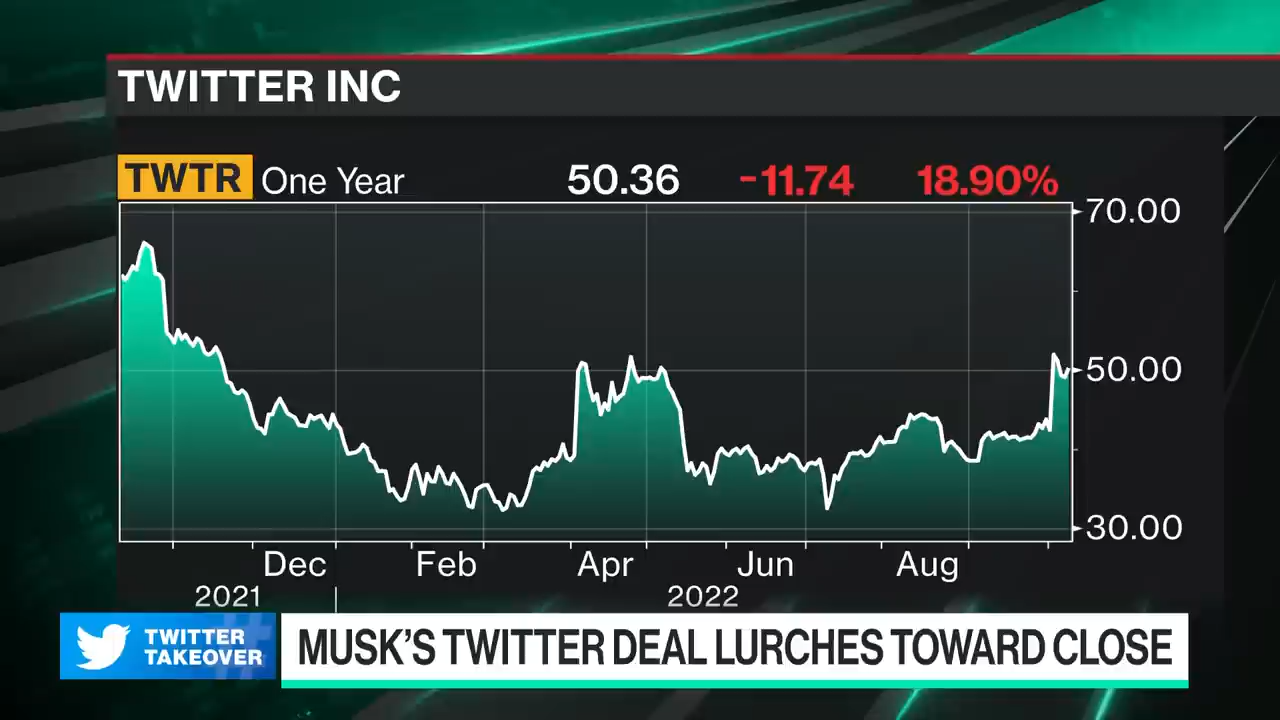 TWITTER INC
TWTR One Year 50.36 -11.74 18.90%
70.00
50.00
30.00
Dec Feb Apr Jun Aug
2021 2022
TWITTER
TAKEOVER
MUSK'S TWITTER DEAL LURCHES TOWARD CLOSE